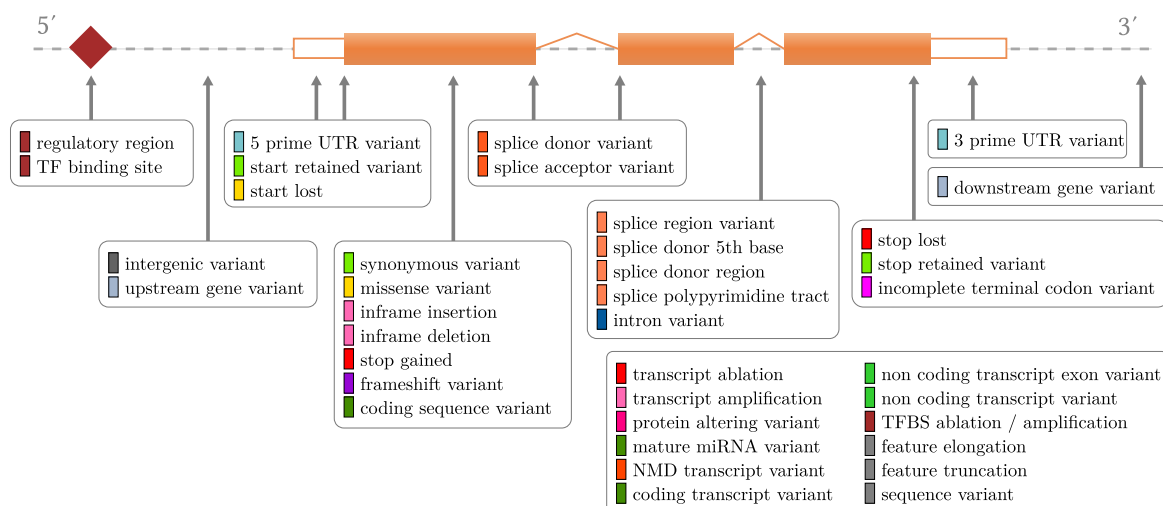 5′
3′
regulatory region
TF binding site
5 prime UTR variant
start retained variant
start lost
splice donor variant
splice acceptor variant
3 prime UTR variant
downstream gene variant
intergenic variant
upstream gene variant
synonymous variant
missense variant
inframe insertion
inframe deletion
stop gained
frameshift variant
coding sequence variant
splice region variant
splice donor 5th base
splice donor region
splice polypyrimidine tract
intron variant
stop lost
stop retained variant
incomplete terminal codon variant
transcript ablation
transcript amplification
protein altering variant
mature miRNA variant
NMD transcript variant
coding transcript variant
non coding transcript exon variant
non coding transcript variant
TFBS ablation / amplification
feature elongation
feature truncation
sequence variant